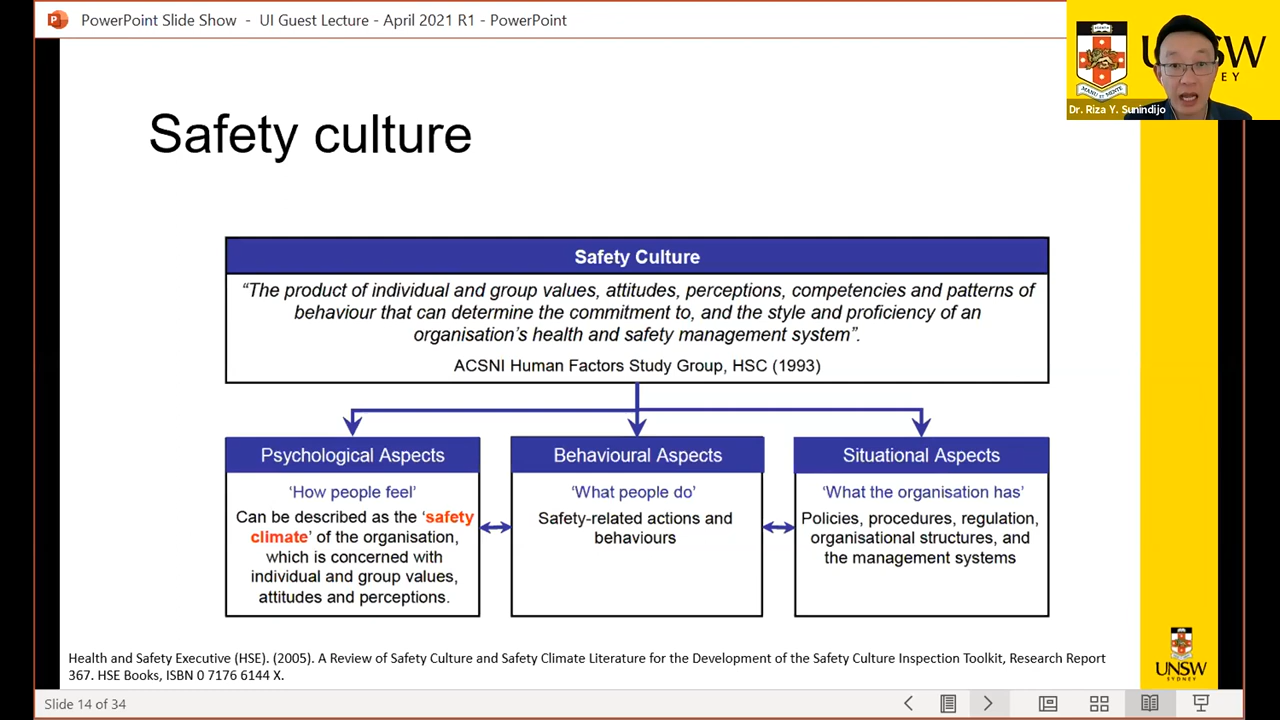 PowerPoint Slide Show - UI Guest Lecture - April 2021 R1 - PowerPoint
UNSW
SYDNEY
MANU ET MENTE
Dr. Riza Y. Sunindijo
Safety culture
Safety Culture
“The product of individual and group values, attitudes, perceptions, competencies and patterns of
behaviour that can determine the commitment to, and the style and proficiency of an
organisation’s health and safety management system”.
ACSNI Human Factors Study Group, HSC (1993)
Psychological Aspects
‘How people feel’
Can be described as the ‘safety
climate’ of the organisation,
which is concerned with
individual and group values,
attitudes and perceptions.
Behavioural Aspects
‘What people do’
Safety-related actions and
behaviours
Situational Aspects
‘What the organisation has’
Policies, procedures, regulation,
organisational structures, and
the management systems
Health and Safety Executive (HSE). (2005). A Review of Safety Culture and Safety Climate Literature for the Development of the Safety Culture Inspection Toolkit, Research Report
367. HSE Books, ISBN 0 7176 6144 X.
UNSW
SYDNEY
Slide 14 of 34